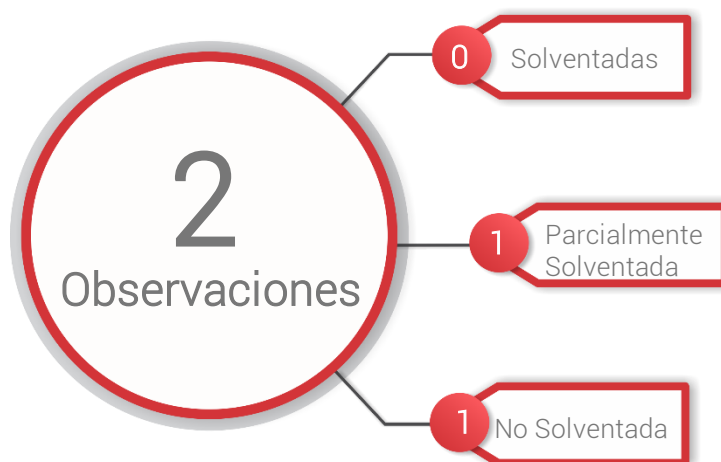 2
Observaciones
0
Solventadas
1
Parcialmente
Solventada
1
No Solventada